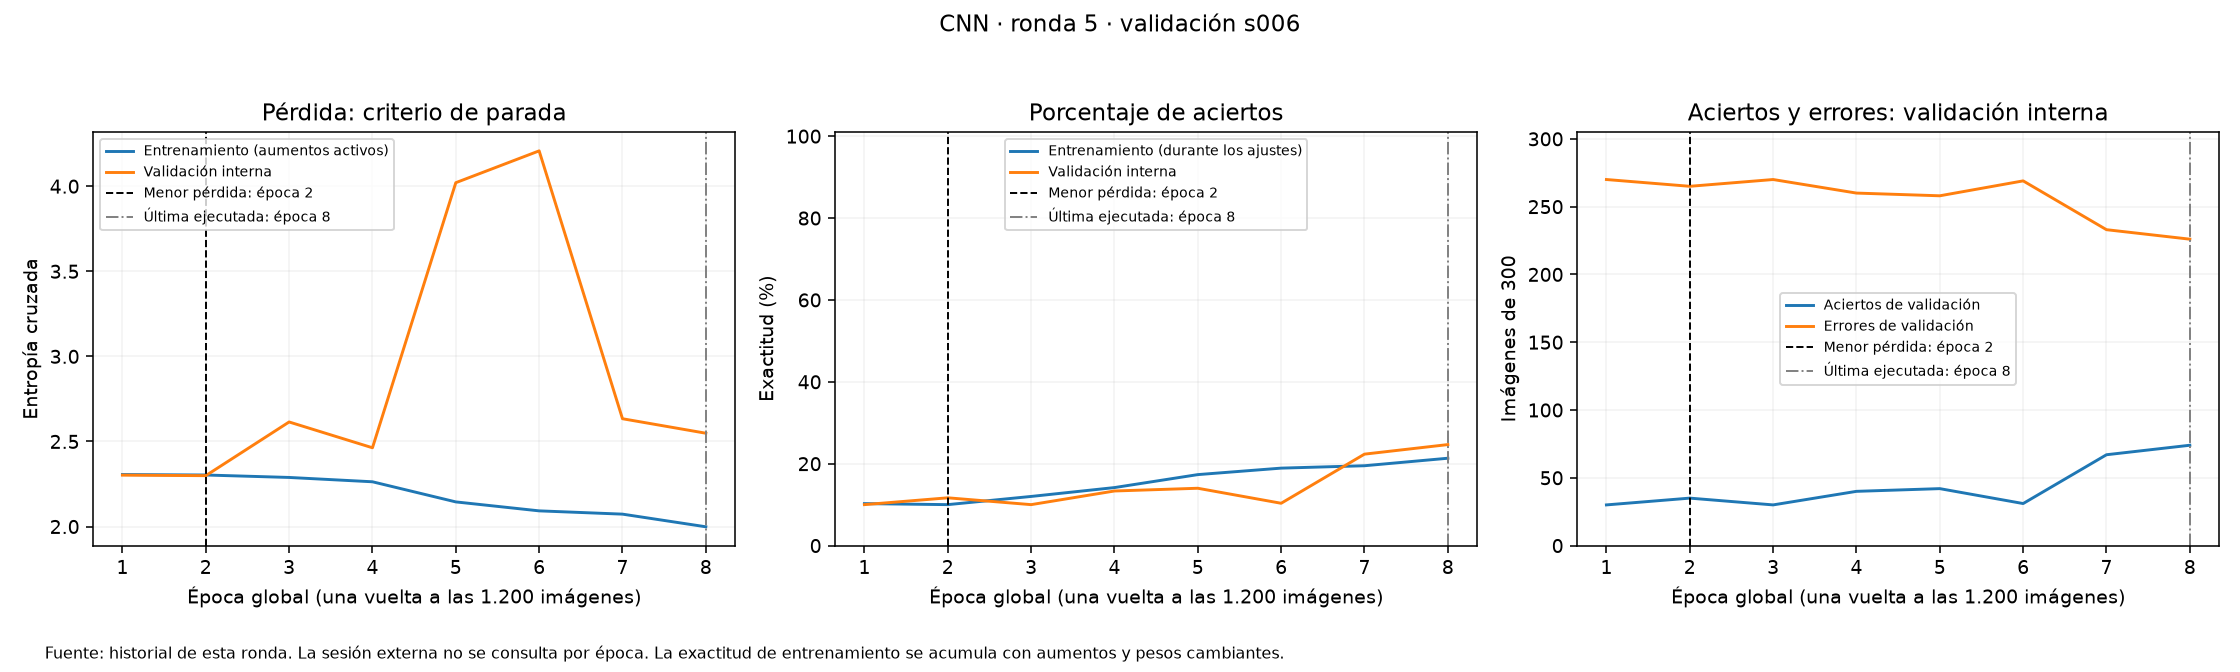 CNN · ronda 5 · validación s006
Pérdida: criterio de parada
Entropía cruzada
4.0
3.5
3.0
2.5
2.0
Entrenamiento (aumentos activos)
Validación interna
Menor pérdida: época 2
Última ejecutada: época 8
1 2 3 4 5 6 7 8
Época global (una vuelta a las 1.200 imágenes)
Porcentaje de aciertos
Exactitud (%)
100
80
60
40
20
0
Entrenamiento (durante los ajustes)
Validación interna
Menor pérdida: época 2
Última ejecutada: época 8
1 2 3 4 5 6 7 8
Época global (una vuelta a las 1.200 imágenes)
Aciertos y errores: validación interna
Imágenes de 300
300
250
200
150
100
50
0
Aciertos de validación
Errores de validación
Menor pérdida: época 2
Última ejecutada: época 8
1 2 3 4 5 6 7 8
Época global (una vuelta a las 1.200 imágenes)
Fuente: historial de esta ronda. La sesión externa no se consulta por época. La exactitud de entrenamiento se acumula con aumentos y pesos cambiantes.